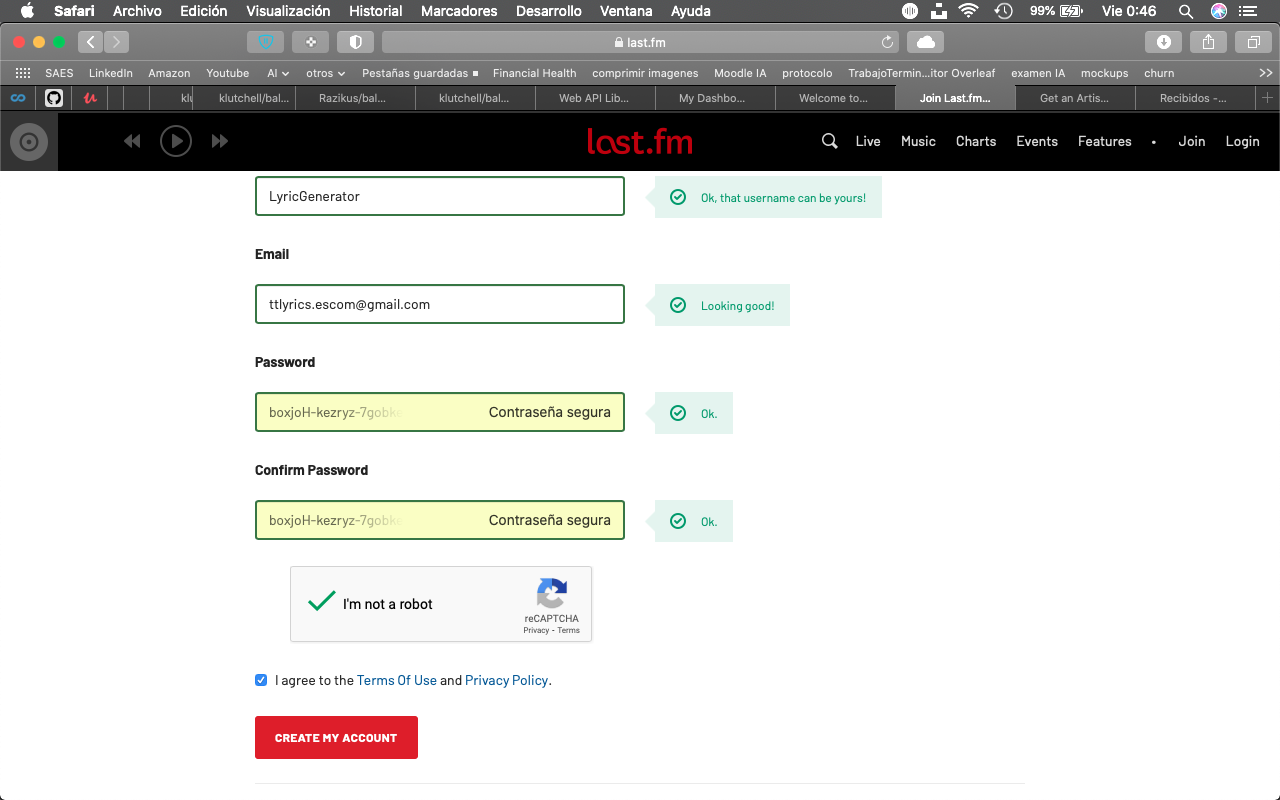 Safari Archivo Edición Visualización Historial Marcadores Desarrollo Ventana Ayuda 99% Vie 0:46
last.fm
SAES LinkedIn Amazon Youtube AI otros Pestañas guardadas Financial Health comprimir imagenes Moodle IA protocolo TrabajoTermin...itor Overleaf examen IA mockups churn >>
klutchell/bal... Razikus/bal... klutchell/bal... Web API Lib... My Dashbo... Welcome to... Join Last.fm... Get an Artis... Recibidos -... +
last.fm Live Music Charts Events Features • Join Login
LyricGenerator Ok, that username can be yours!
Email
ttlyrics.escom@gmail.com Looking good!
Password
boxjoH-kezryz-7gobke Contraseña segura Ok.
Confirm Password
boxjoH-kezryz-7gobke Contraseña segura Ok.
I'm not a robot
reCAPTCHA
Privacy - Terms
I agree to the Terms Of Use and Privacy Policy.
CREATE MY ACCOUNT